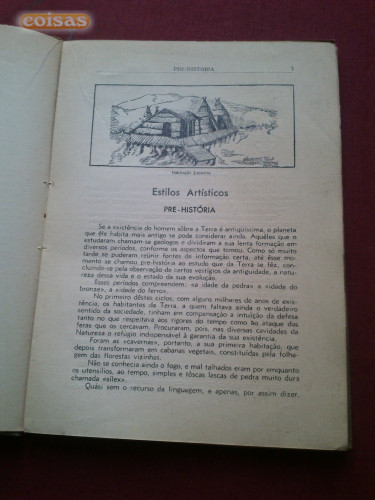 coisas
PRE-HISTORIA 5
Habitação Lacustre
Estilos Artísticos
PRE-HISTÓRIA
Se a existência do homem sôbre a Terra é antiquíssima, o planeta
que êle habita mais antigo se pode considerar ainda. Aquêles que o
estudaram chamam-se geólogos e dividiram a sua lenta formação em
diversos períodos, conforme os aspectos que tomou. Como só muito
tarde se puderam reünir fontes de informação certa, até êsse mo-
mento se chamou pre-história ao estudo que da Terra se fêz, con-
cluindo-se pela observação de certos vestígios da antiguidade, a natu-
reza dessa vida e o estado da sua evolução.
Esses períodos compreendem: a «idade da pedra» a «idade do
bronze», a «idade do ferro».
No primeiro dêstes ciclos, com alguns milhares de anos de exis-
tência, os habitantes da Terra, a quem faltava ainda o verdadeiro
sentido da sociedade, tinham em compensação a intuïção da defesa
tanto no que respeitava aos rigores do tempo como ao ataque das
feras que os cercavam. Procuraram, pois, nas diversas cavidades da
Natureza o refúgio indispensável à garantia da sua existência.
Foram as «cavernas», portanto, a sua primeira habitação, que
depois transformaram em cabanas vegetais, constituídas pela folha-
gem das florestas vizinhas.
Não se conhecia ainda o fogo, e mal talhados eram por enquanto
os utensílios, ao tempo, simples e tôscas lascas de pedra muito dura
chamada «sílex».
Quási sem o recurso da linguagem, e apenas, por assim dizer,